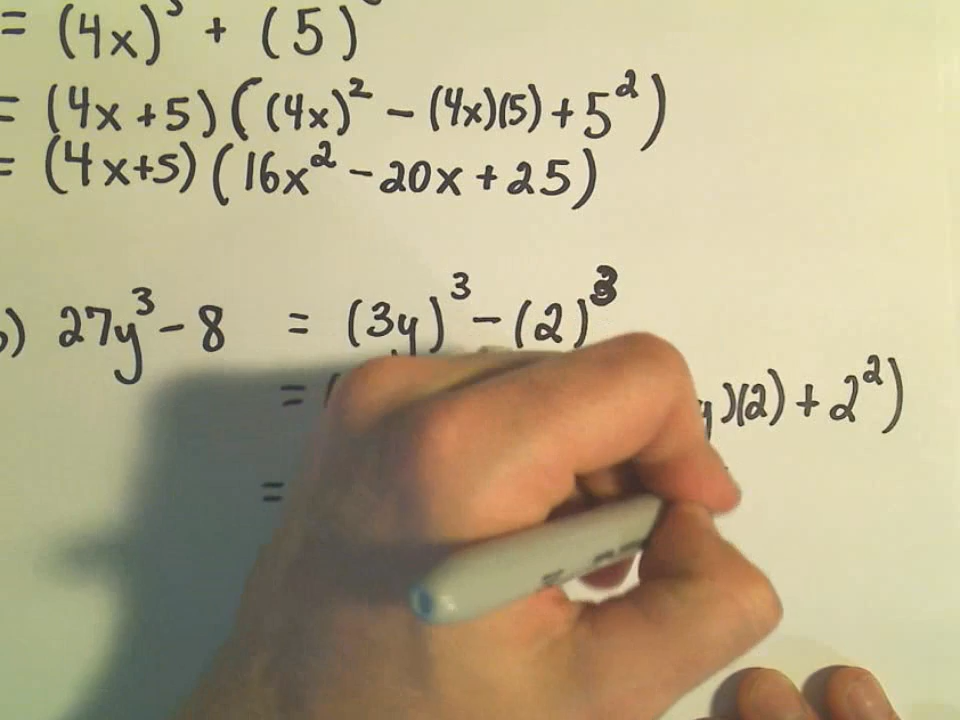 = (4x)³ + (5)
= (4x+5)((4x)² - (4x)(5) + 5²)
= (4x+5)(16x² - 20x + 25)
) 27y³ - 8 = (3y)³ - (2)³
= ( )(2) + 2²)
=